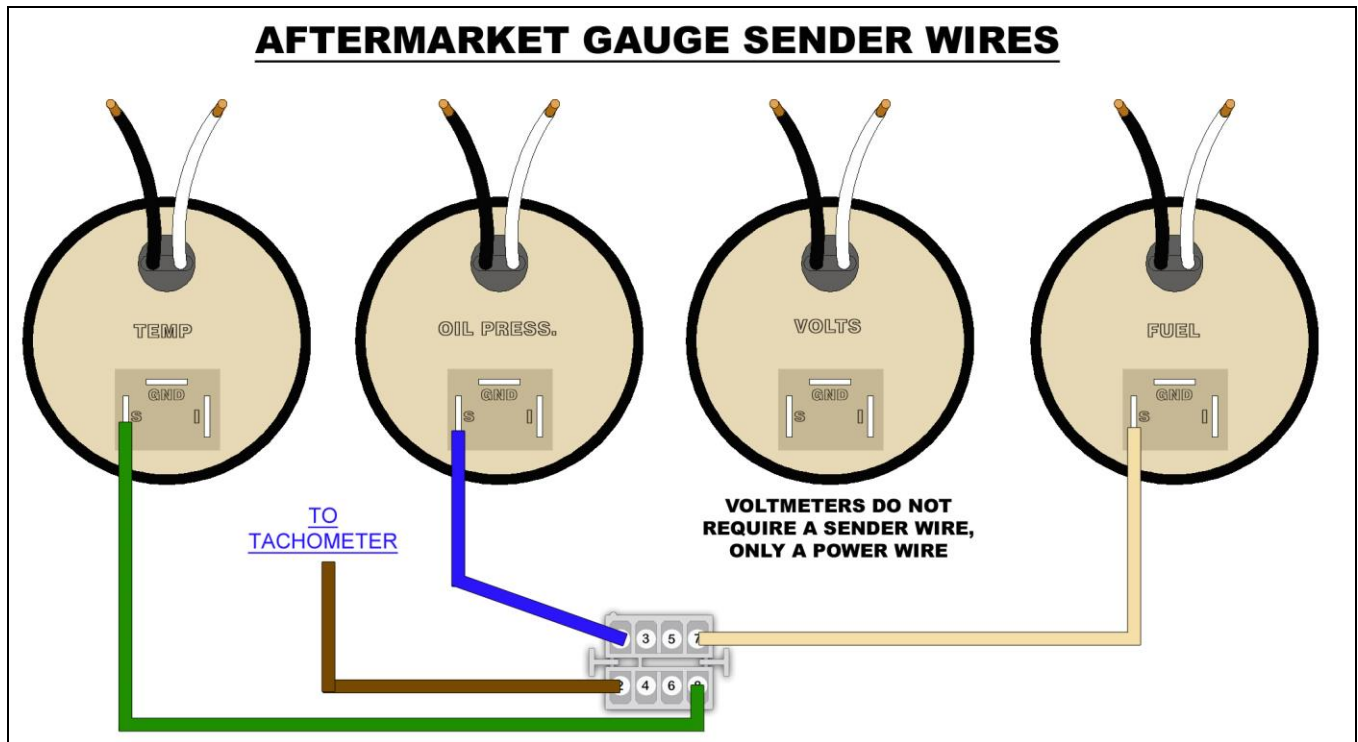 AFTERMARKET GAUGE SENDER WIRES
TEMP
GND
S I
OIL PRESS.
GND
S I
VOLTS
GND
S I
FUEL
GND
S I
VOLTMETERS DO NOT
REQUIRE A SENDER WIRE,
ONLY A POWER WIRE
TO
TACHOMETER
3 5 7
2 4 6